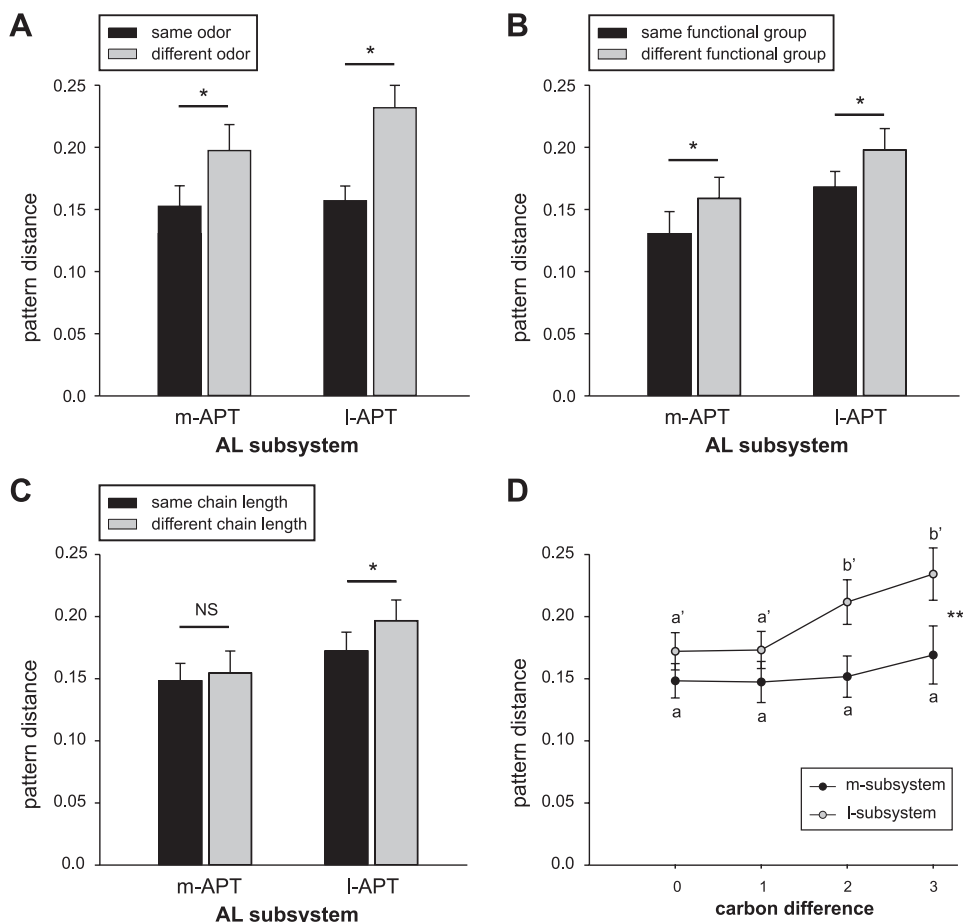 A
same odor
different odor
*
*
0.25
0.20
0.15
0.10
0.05
0.0
pattern distance
m-APT
l-APT
AL subsystem
B
same functional group
different functional group
*
*
0.25
0.20
0.15
0.10
0.05
0.0
pattern distance
m-APT
l-APT
AL subsystem
C
same chain length
different chain length
NS
*
0.25
0.20
0.15
0.10
0.05
0.0
pattern distance
m-APT
l-APT
AL subsystem
D
0.25
0.20
0.15
0.10
0.05
0.0
pattern distance
a' a' b' b'
**
a a a a
m-subsystem
l-subsystem
0 1 2 3
carbon difference